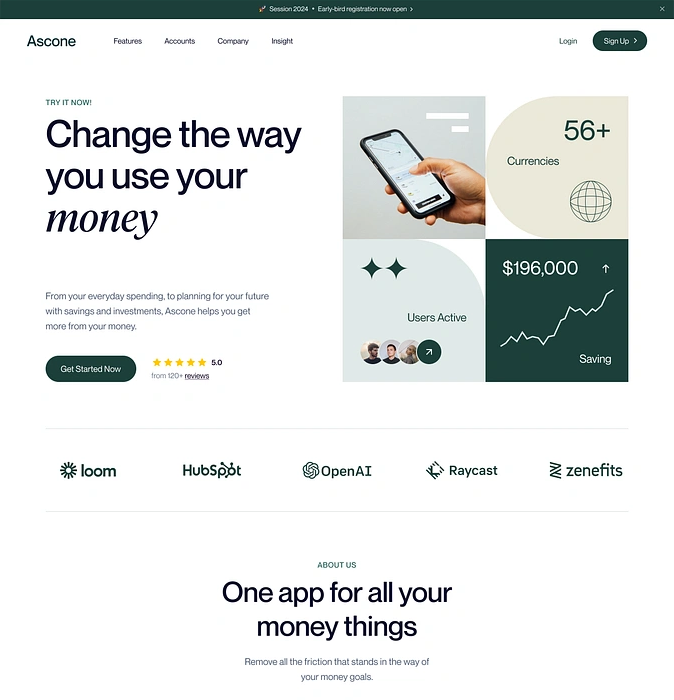 Session 2024 • Early-bird registration now open
Ascone
Features
Accounts
Company
Insight
Login
Sign Up
TRY IT NOW!
Change the way
you use your
money
From your everyday spending, to planning for your future
with savings and investments, Ascone helps you get
more from your money.
Get Started Now
5.0
from 120+ reviews
56+
Currencies
Users Active
$196,000
Saving
loom
HubSpot
OpenAI
Raycast
zenefits
ABOUT US
One app for all your
money things
Remove all the friction that stands in the way of
your money goals.